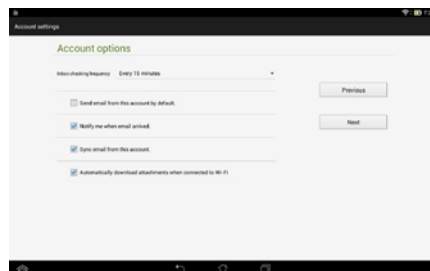 Account settings
Account options
Inbox checking frequency Every 15 minutes
Previous
Send email from this account by default.
Next
Notify me when email arrived.
Sync email from this account.
Automatically download attachments when connected to Wi-Fi